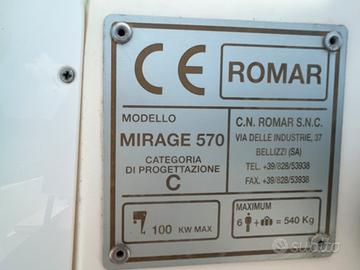 CE
ROMAR
MODELLO
MIRAGE 570
CATEGORIA
DI PROGETTAZIONE
C
C.N. ROMAR S.N.C.
VIA DELLE INDUSTRIE, 37
BELLIZZI (SA)
TEL. +39/828/53938
FAX. +39/828/53938
100 KW MAX
MAXIMUM
6 + = 540 Kg
subito